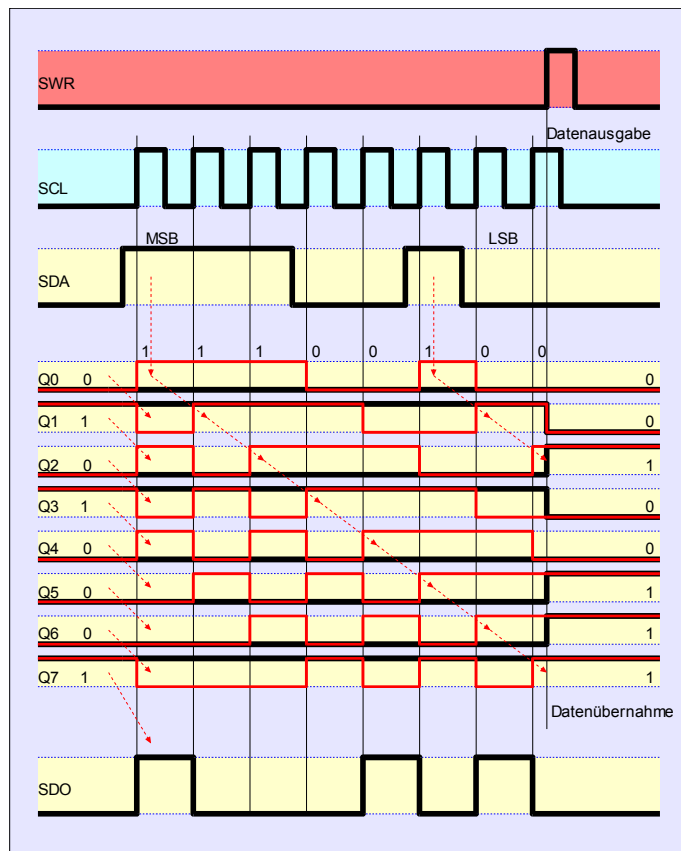 SWR
Datenausgabe
SCL
MSB LSB
SDA
1 1 1 0 0 1 0 0
Q0 0 0
Q1 1 0
Q2 0 1
Q3 1 0
Q4 0 0
Q5 0 1
Q6 0 1
Q7 1 1
Datenübernahme
SDO